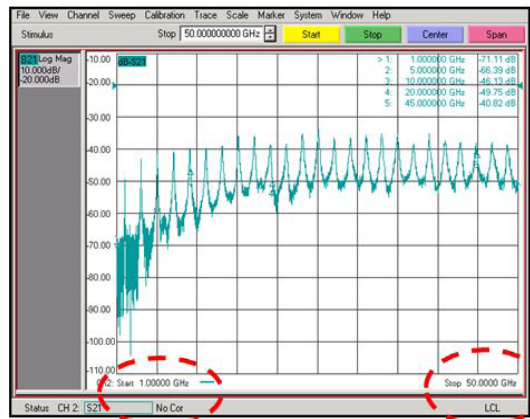 File View Channel Sweep Calibration Trace Scale Marker System Window Help
Stimulus Stop 50.000000000 GHz Start Stop Center Span
S21 Log Mag
10.000dB/
-20.000dB
-10.00 dB-S21
-20.00
-30.00
-40.00
-50.00
-60.00
-70.00
-80.00
-90.00
-100.00
-110.00
> 1: 1.000000 GHz -71.11 dB
2: 5.000000 GHz -66.39 dB
3: 10.000000 GHz -46.13 dB
4: 20.000000 GHz -49.75 dB
5: 45.000000 GHz -40.82 dB
Ch2: Start 1.00000 GHz Stop 50.0000 GHz
Status CH 2: S21 No Cor LCL